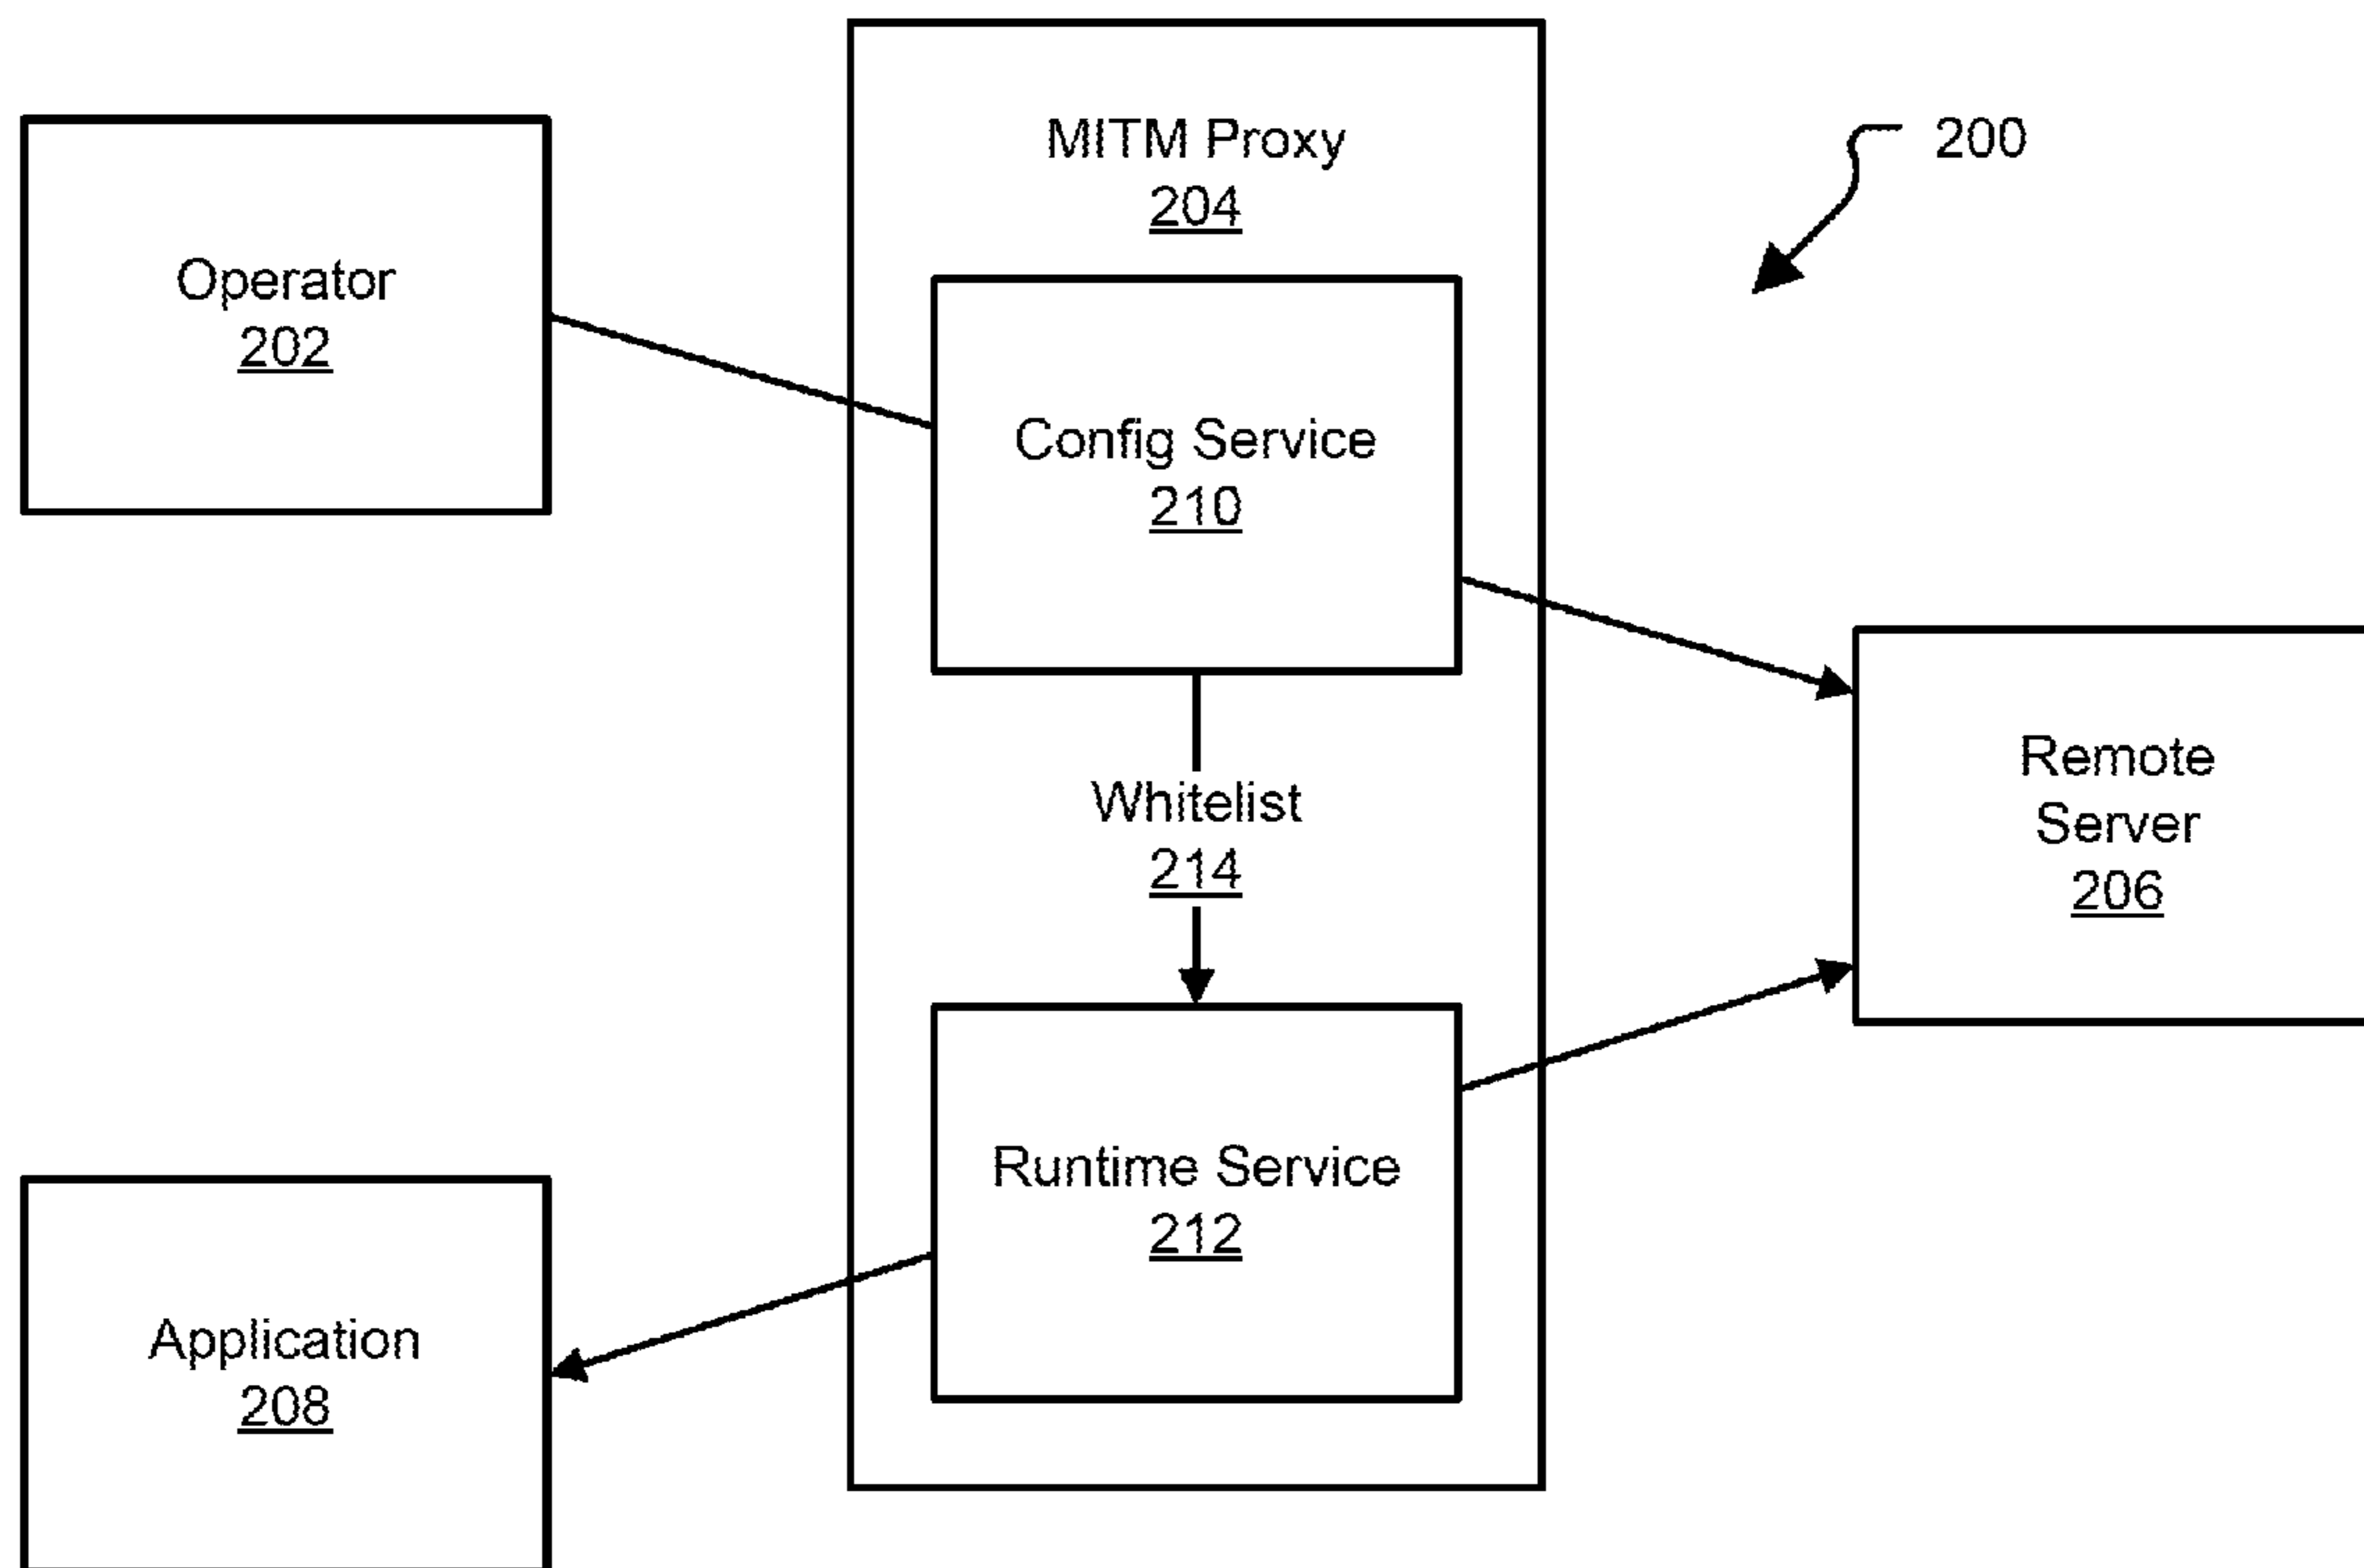 MITM Proxy
204
200
Operator
202
Config Service
210
Whitelist
214
Remote
Server
206
Runtime Service
212
Application
208